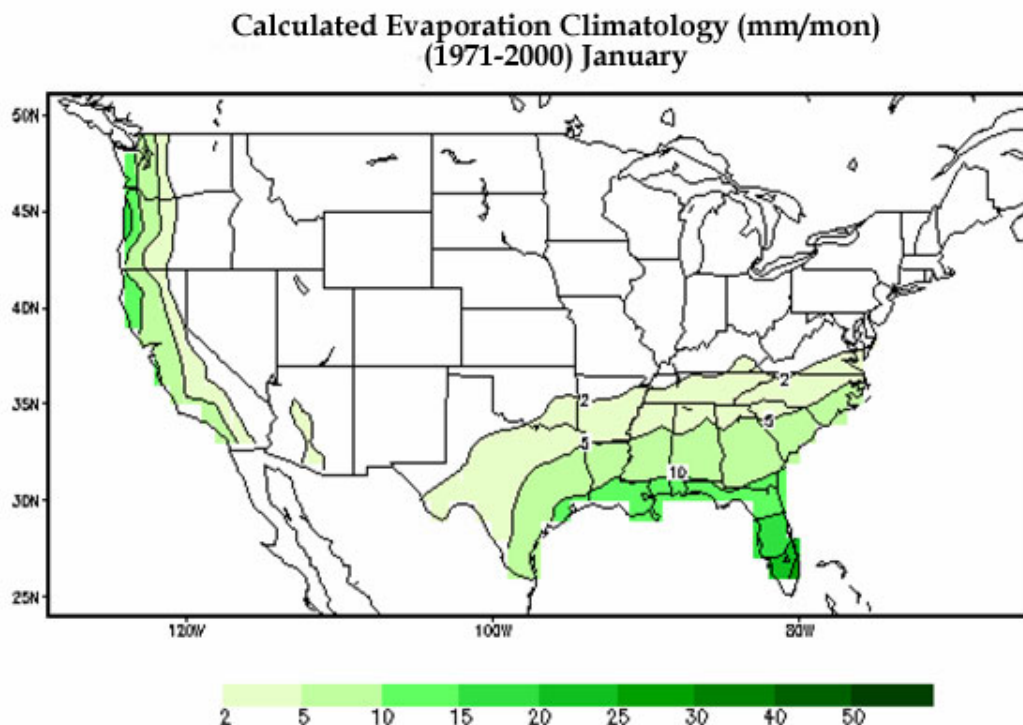 Calculated Evaporation Climatology (mm/mon)
(1971-2000) January
50N
45N
40N
35N
30N
25N
2
2
5
5
10
120W
100W
80W
2 5 10 15 20 25 30 40 50